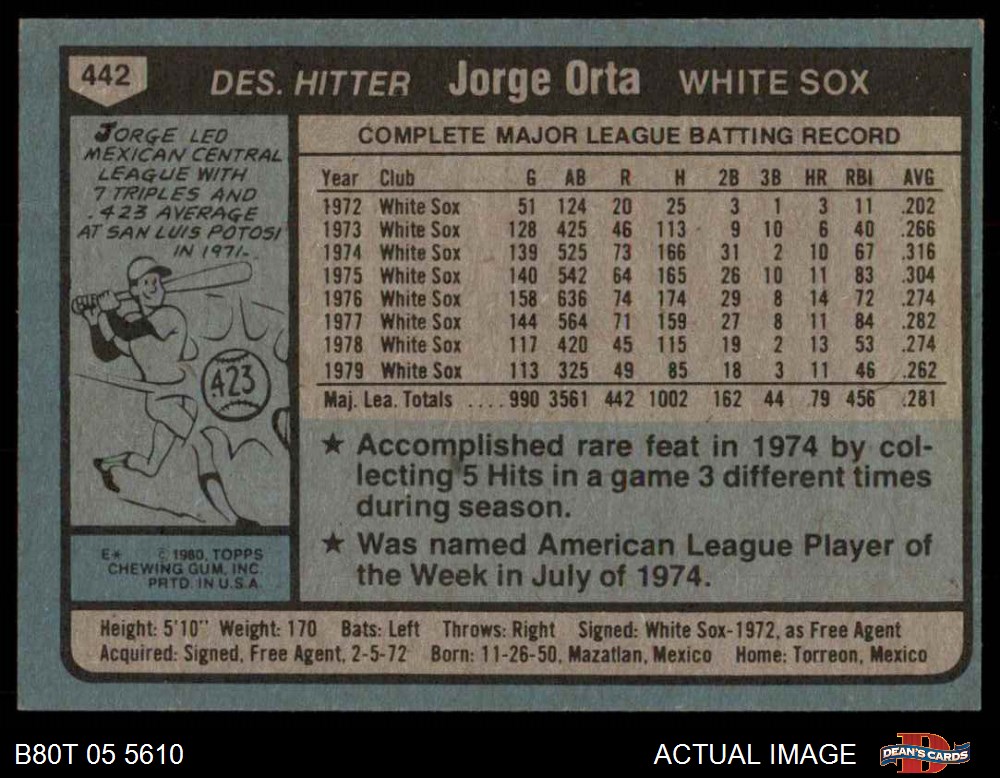 442 DES. HITTER Jorge Orta WHITE SOX
JORGE LED
MEXICAN CENTRAL
LEAGUE WITH
7 TRIPLES AND
.423 AVERAGE
AT SAN LUIS POTOSI
IN 1971.
.423
E* © 1980, TOPPS
CHEWING GUM, INC.
PRTD. IN U.S.A.
COMPLETE MAJOR LEAGUE BATTING RECORD
Year Club G AB R H 2B 3B HR RBI AVG
1972 White Sox 51 124 20 25 3 1 3 11 .202
1973 White Sox 128 425 46 113 9 10 6 40 .266
1974 White Sox 139 525 73 166 31 2 10 67 .316
1975 White Sox 140 542 64 165 26 10 11 83 .304
1976 White Sox 158 636 74 174 29 8 14 72 .274
1977 White Sox 144 564 71 159 27 8 11 84 .282
1978 White Sox 117 420 45 115 19 2 13 53 .274
1979 White Sox 113 325 49 85 18 3 11 46 .262
Maj. Lea. Totals .... 990 3561 442 1002 162 44 79 456 .281
★ Accomplished rare feat in 1974 by col-
lecting 5 Hits in a game 3 different times
during season.
★ Was named American League Player of
the Week in July of 1974.
Height: 5'10" Weight: 170 Bats: Left Throws: Right Signed: White Sox-1972, as Free Agent
Acquired: Signed, Free Agent, 2-5-72 Born: 11-26-50, Mazatlan, Mexico Home: Torreon, Mexico
B80T 05 5610 ACTUAL IMAGE DEAN'S CARDS